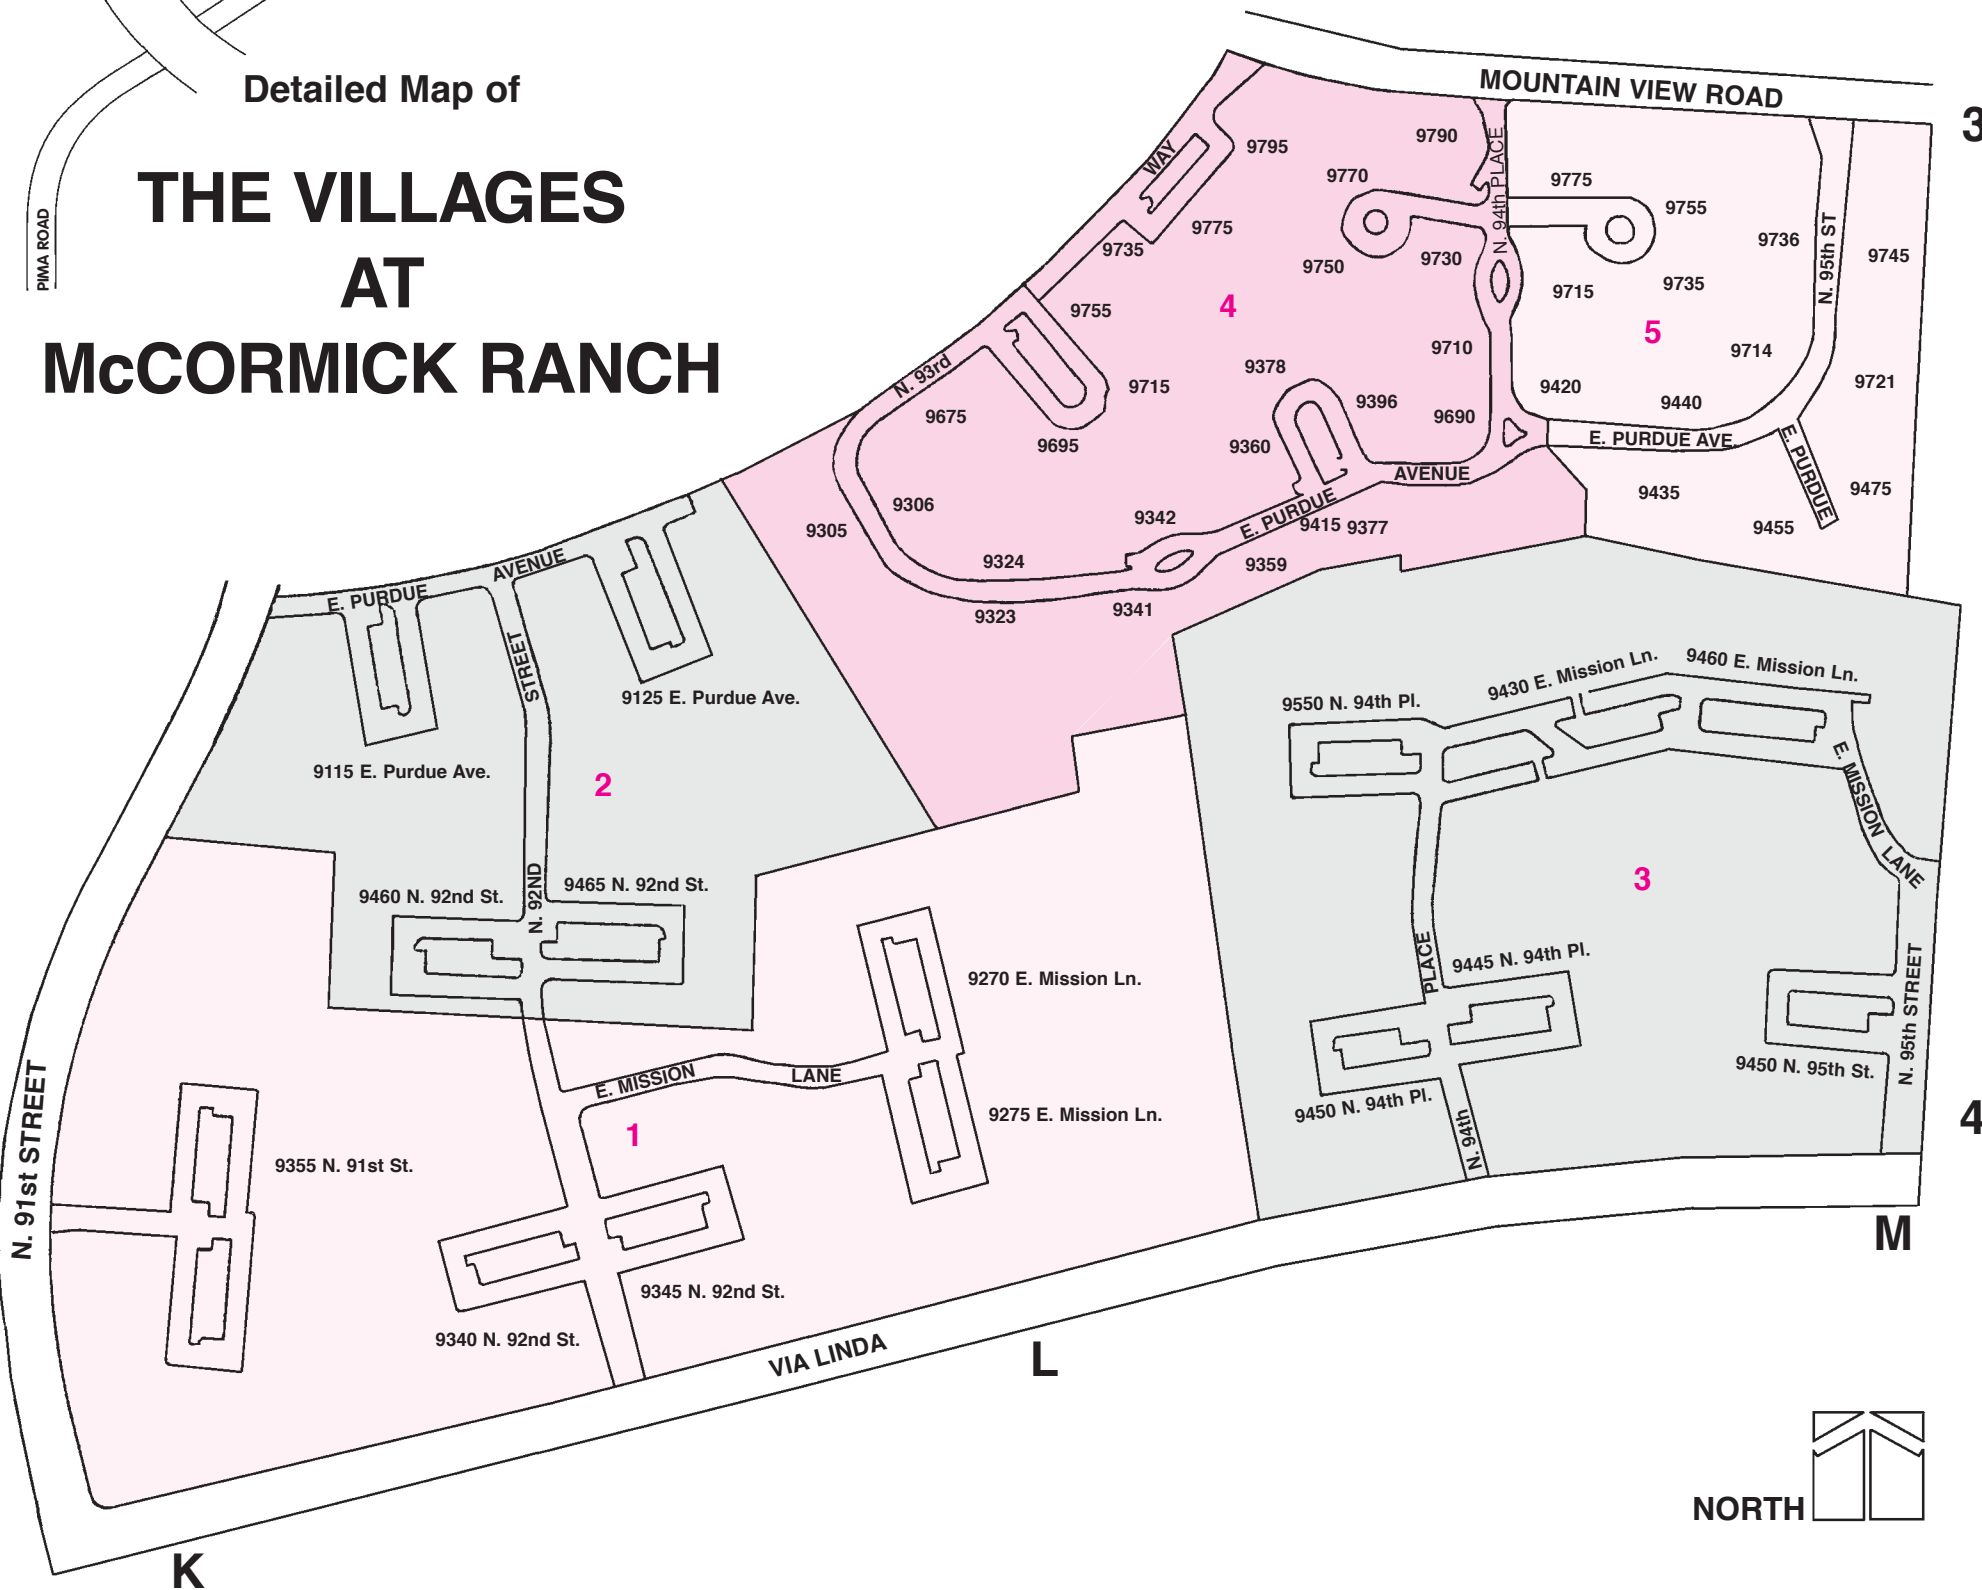 Detailed Map of
THE VILLAGES
AT
McCORMICK RANCH
PIMA ROAD
MOUNTAIN VIEW ROAD
3
WAY
9795
9790
9770
N. 94th PLACE
9775
9755
9736
N. 95th ST
9745
9735
9775
9750
9730
9715
9735
9755
4
5
9710
9714
N. 93rd
9675
9715
9695
9378
9396
9360
9690
9420
9440
9721
E. PURDUE AVE.
E. PURDUE
AVENUE
E. PURDUE
9435
9475
9455
9305
9306
9342
9415
9377
9324
9359
9323
9341
E. PURDUE
AVENUE
STREET
9125 E. Purdue Ave.
9115 E. Purdue Ave.
2
9460 N. 92nd St.
N. 92ND
9465 N. 92nd St.
9550 N. 94th Pl.
9430 E. Mission Ln.
9460 E. Mission Ln.
E. MISSION LANE
3
PLACE
9445 N. 94th Pl.
9450 N. 94th Pl.
N. 94th
9450 N. 95th St.
N. 95th STREET
9270 E. Mission Ln.
E. MISSION
LANE
9275 E. Mission Ln.
1
N. 91st STREET
9355 N. 91st St.
9345 N. 92nd St.
9340 N. 92nd St.
VIA LINDA
4
M
L
K
NORTH